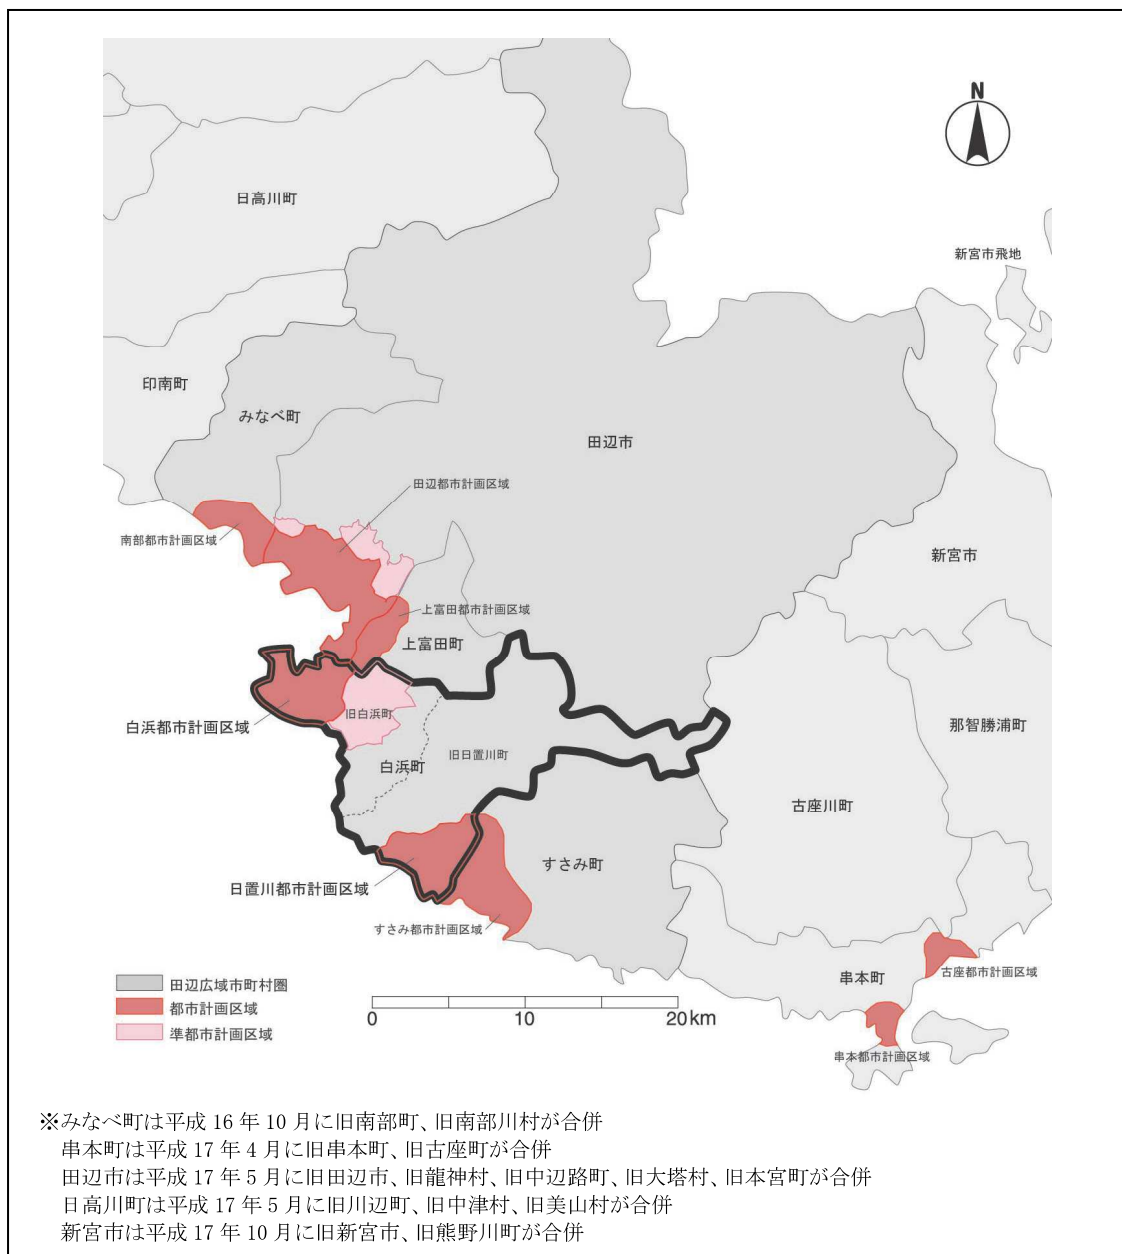 N
日高川町
新宮市飛地
印南町
みなべ町
田辺市
田辺都市計画区域
南部都市計画区域
新宮市
上富田都市計画区域
上富田町
旧白浜町
白浜都市計画区域
那智勝浦町
旧日置川町
白浜町
古座川町
すさみ町
日置川都市計画区域
すさみ都市計画区域
古座都市計画区域
串本町
田辺広域市町村圏
都市計画区域
準都市計画区域
0 10 20km
串本都市計画区域
※みなべ町は平成 16 年 10 月に旧南部町、旧南部川村が合併
串本町は平成 17 年 4 月に旧串本町、旧古座町が合併
田辺市は平成 17 年 5 月に旧田辺市、旧龍神村、旧中辺路町、旧大塔村、旧本宮町が合併
日高川町は平成 17 年 5 月に旧川辺町、旧中津村、旧美山村が合併
新宮市は平成 17 年 10 月に旧新宮市、旧熊野川町が合併